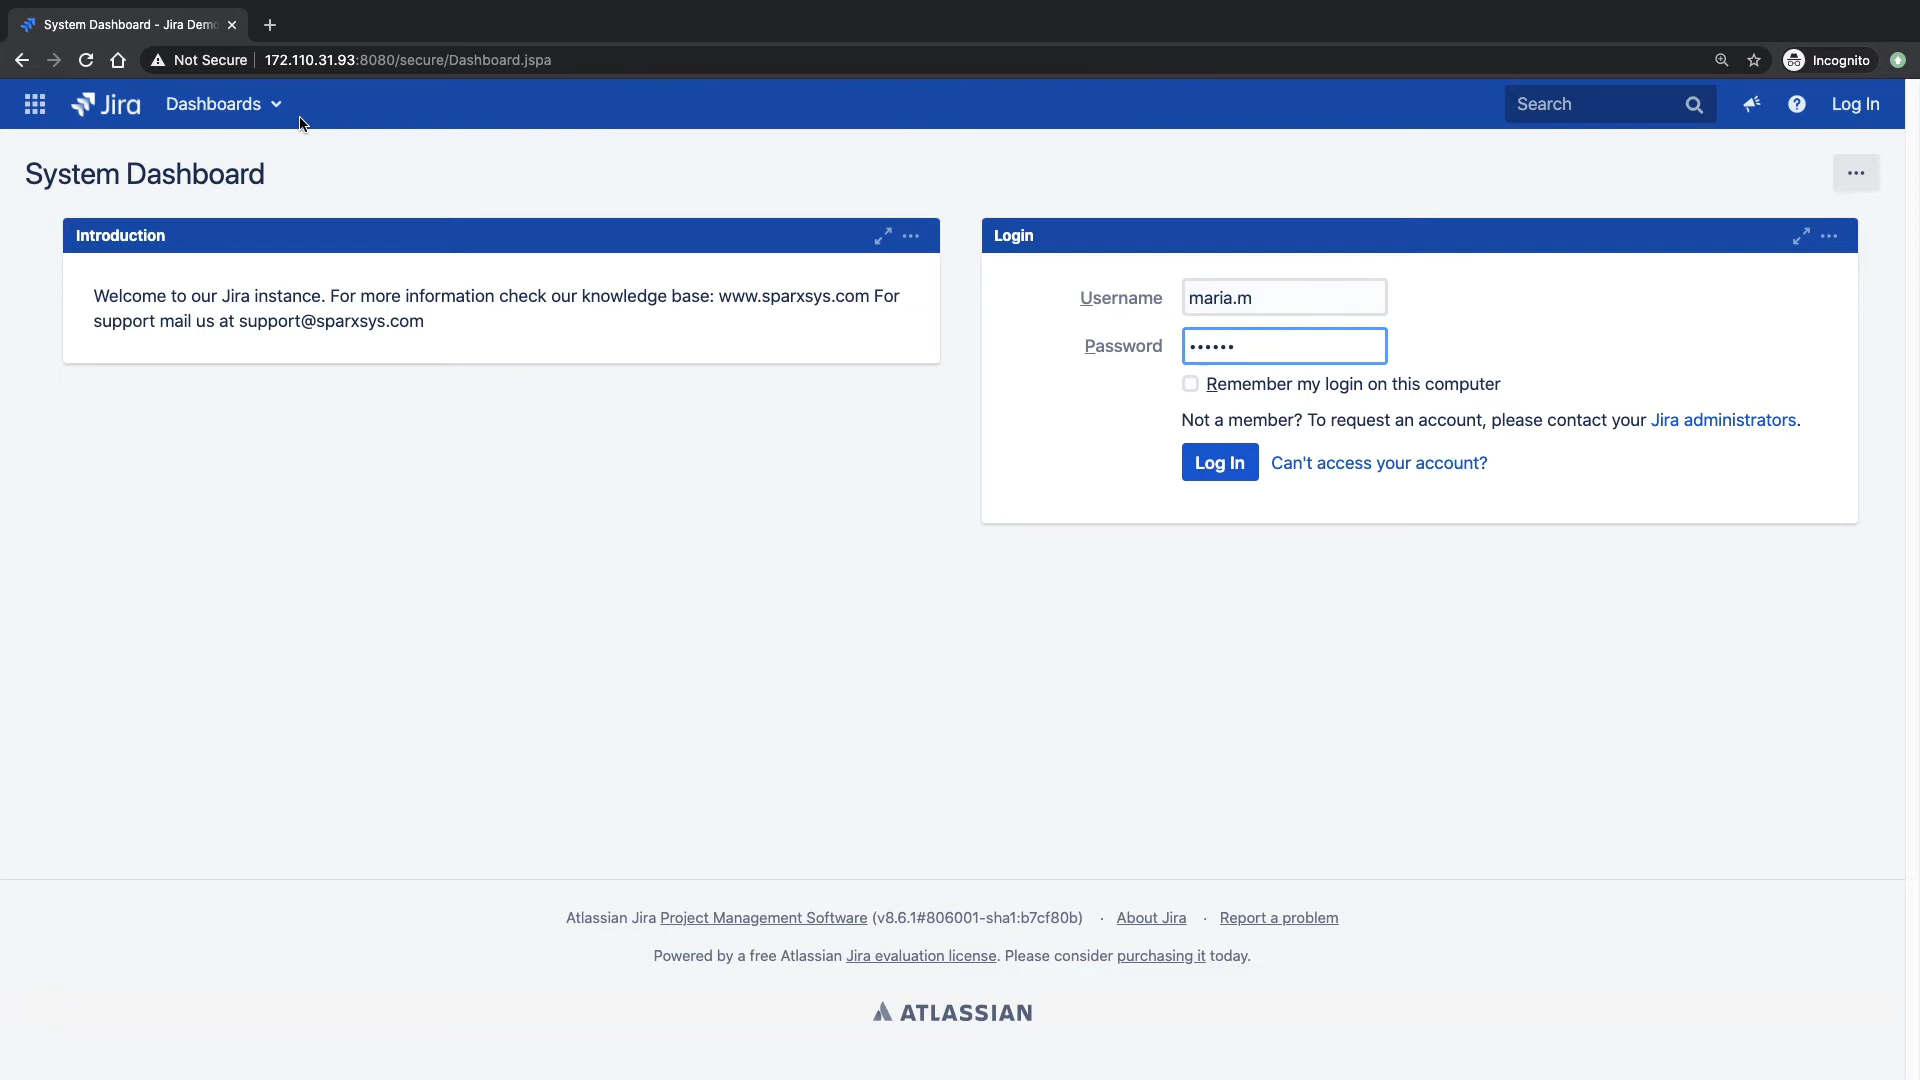 System Dashboard - Jira Demo
Not Secure
172.110.31.93:8080/secure/Dashboard.jspa
Incognito
Jira
Dashboards
Search
Log In
System Dashboard
Introduction
Welcome to our Jira instance. For more information check our knowledge base: www.sparxsys.com For
support mail us at support@sparxsys.com
Login
Username
maria.m
Password
••••••
Remember my login on this computer
Not a member? To request an account, please contact your Jira administrators.
Log In
Can't access your account?
Atlassian Jira Project Management Software (v8.6.1#806001-sha1:b7cf80b) · About Jira · Report a problem
Powered by a free Atlassian Jira evaluation license. Please consider purchasing it today.
ATLASSIAN